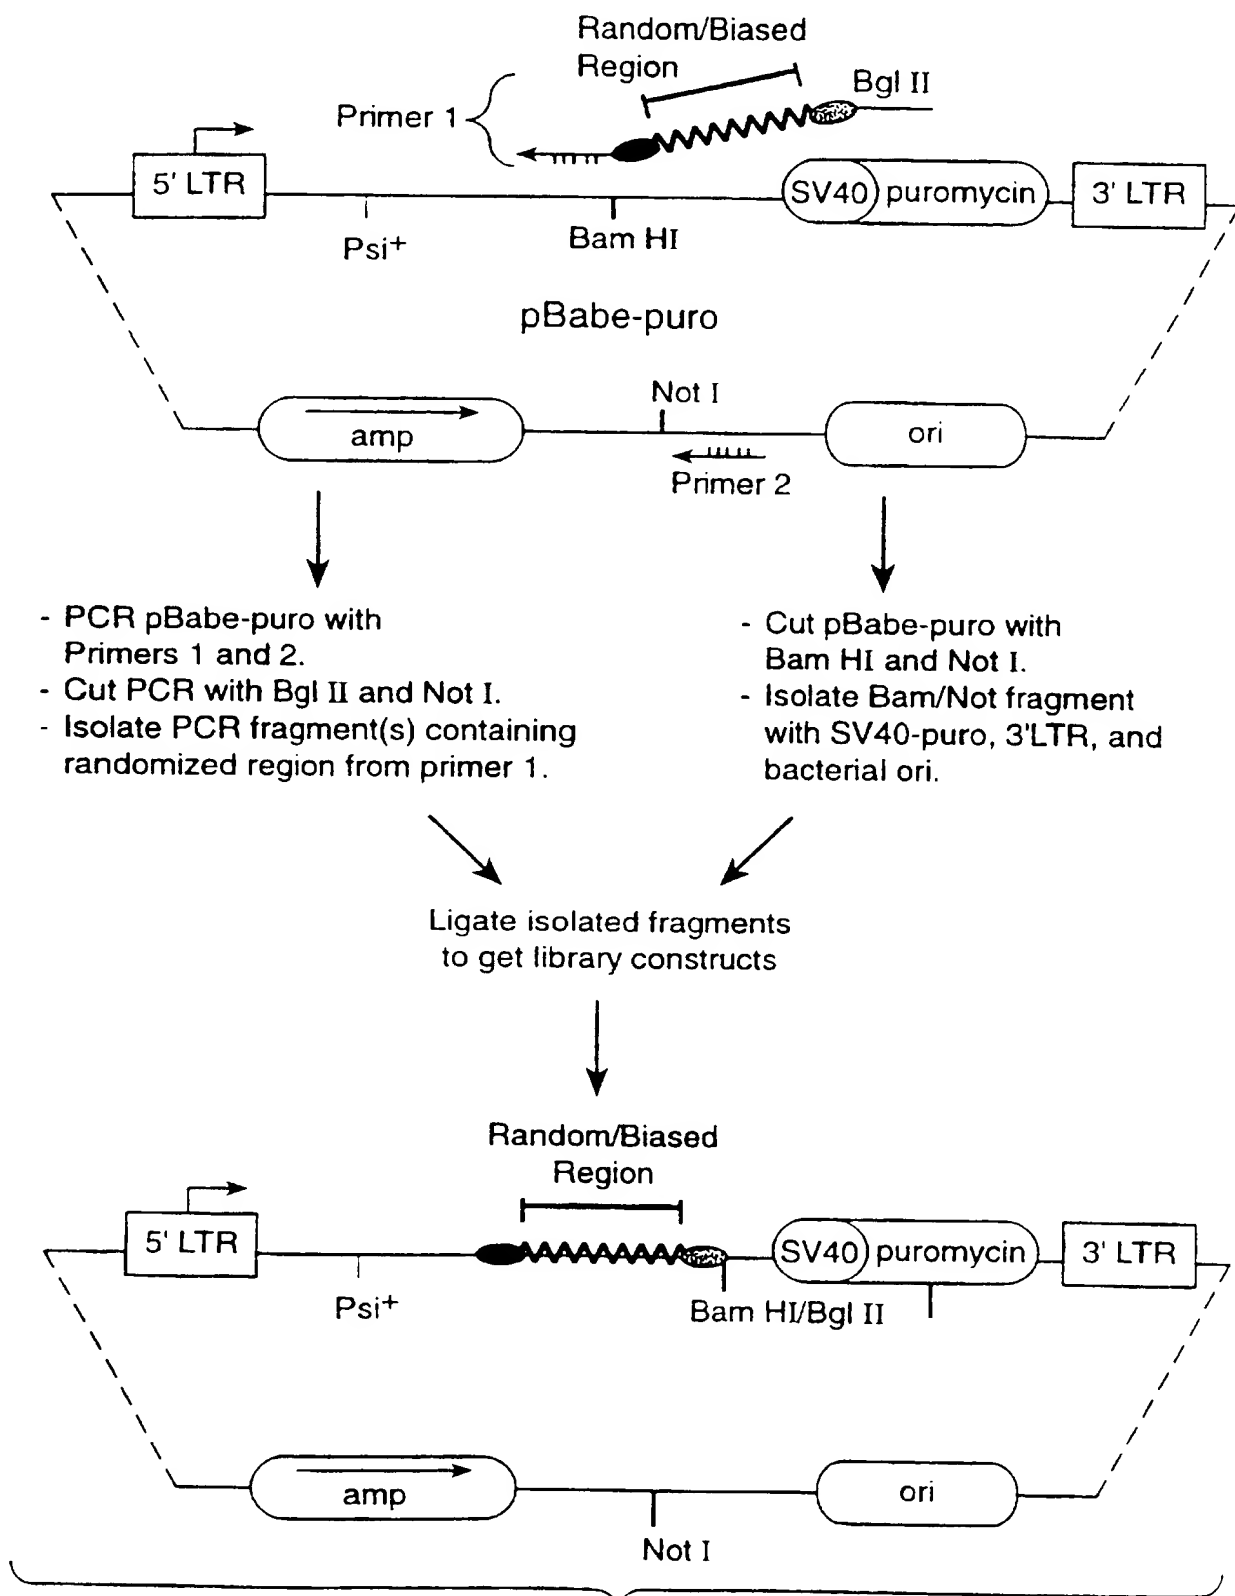 Random/Biased
Region
Bgl II
Primer 1
5' LTR
SV40
puromycin
3' LTR
Psi+
Bam HI
pBabe-puro
Not I
amp
ori
Primer 2
- PCR pBabe-puro with
Primers 1 and 2.
- Cut PCR with Bgl II and Not I.
- Isolate PCR fragment(s) containing
randomized region from primer 1.
- Cut pBabe-puro with
Bam HI and Not I.
- Isolate Bam/Not fragment
with SV40-puro, 3'LTR, and
bacterial ori.
Ligate isolated fragments
to get library constructs
Random/Biased
Region
5' LTR
SV40
puromycin
3' LTR
Psi+
Bam HI/Bgl II
amp
ori
Not I